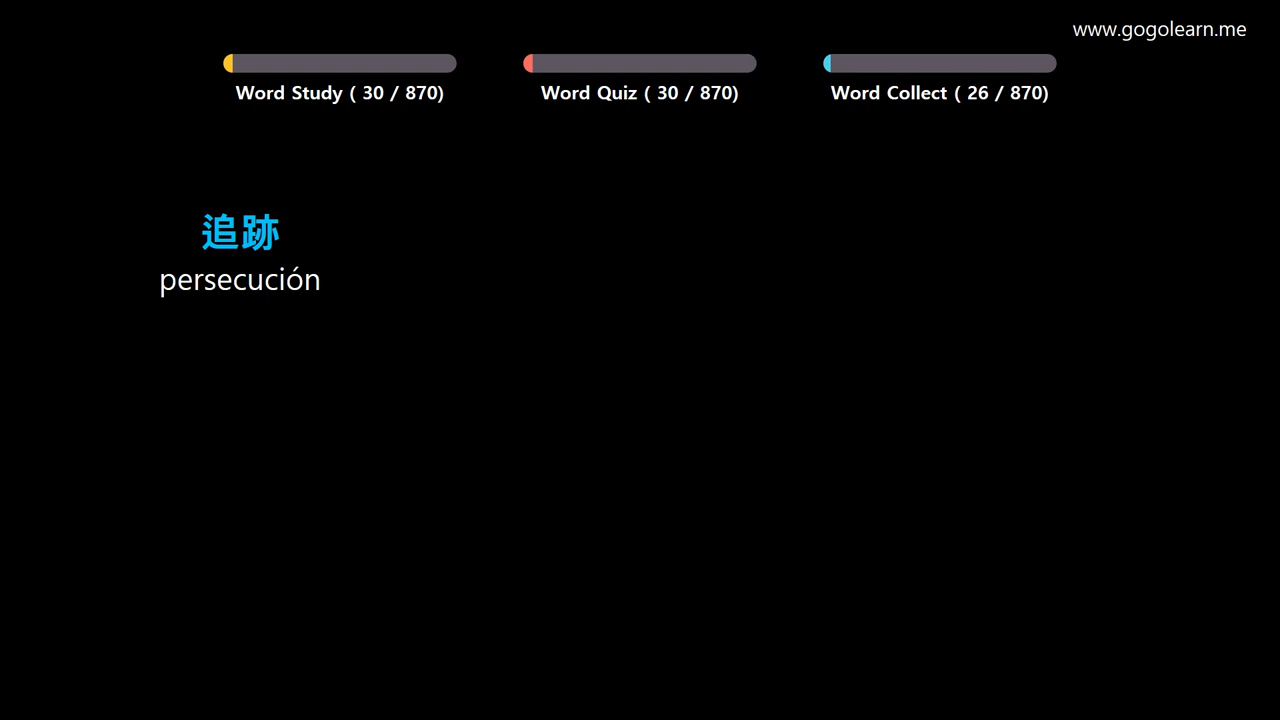 www.gogolearn.me
Word Study ( 30 / 870)
Word Quiz ( 30 / 870)
Word Collect ( 26 / 870)
追跡
persecución